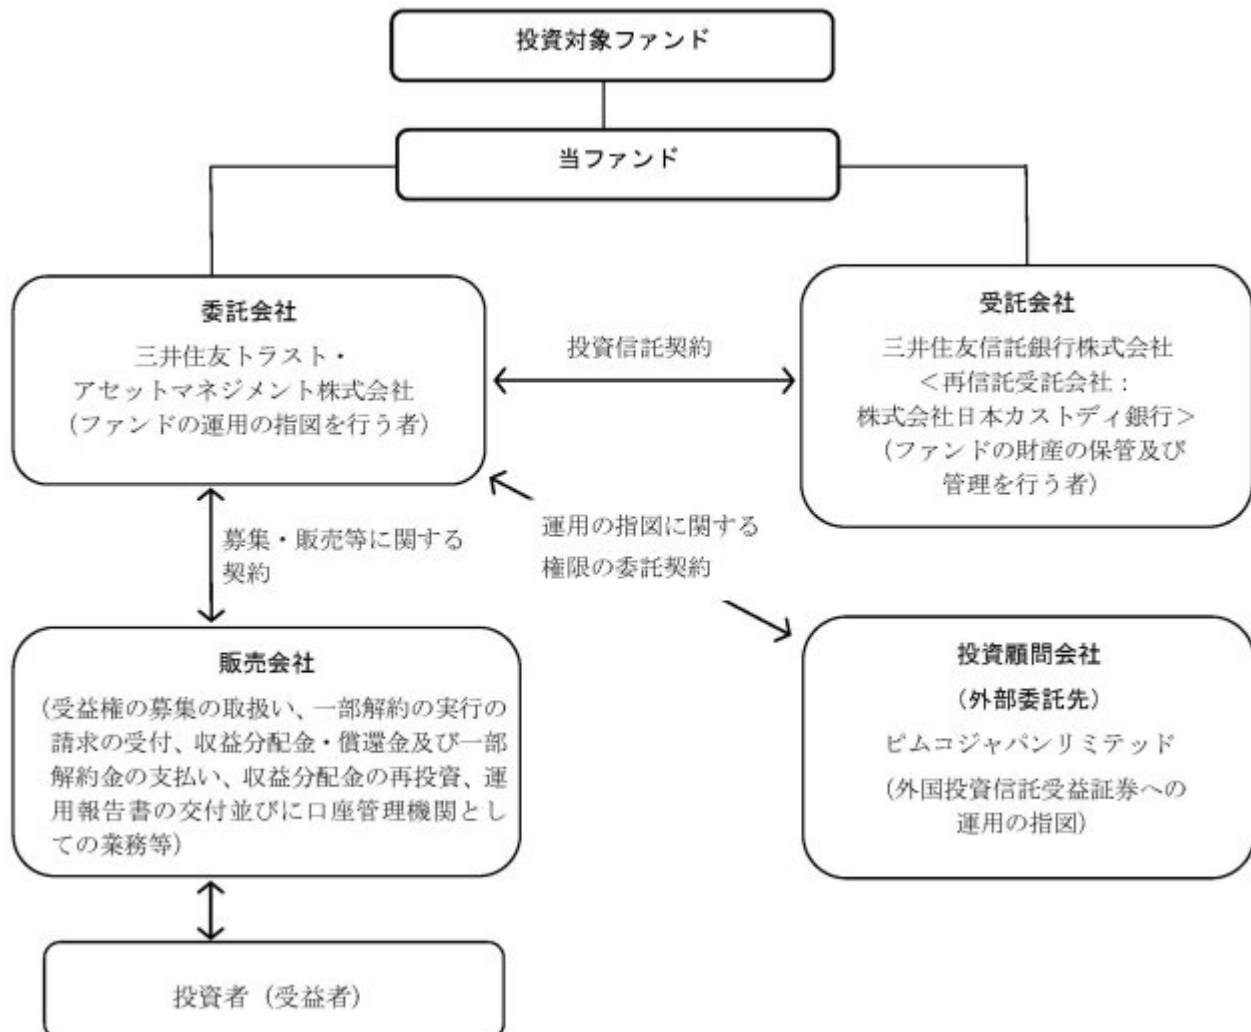 投資対象ファンド
当ファンド
委託会社
三井住友トラスト・
アセットマネジメント株式会社
(ファンドの運用の指図を行う者)
投資信託契約
受託会社
三井住友信託銀行株式会社
<再信託受託会社:
株式会社日本カストディ銀行>
(ファンドの財産の保管及び
管理を行う者)
募集・販売等に関する
契約
運用の指図に関する
権限の委託契約
販売会社
(受益権の募集の取扱い、一部解約の実行の
請求の受付、収益分配金・償還金及び一部
解約金の支払い、収益分配金の再投資、運
用報告書の交付並びに口座管理機関とし
ての業務等)
投資顧問会社
(外部委託先)
ピムコジャパンリミテッド
(外国投資信託受益証券への
運用の指図)
投資者(受益者)